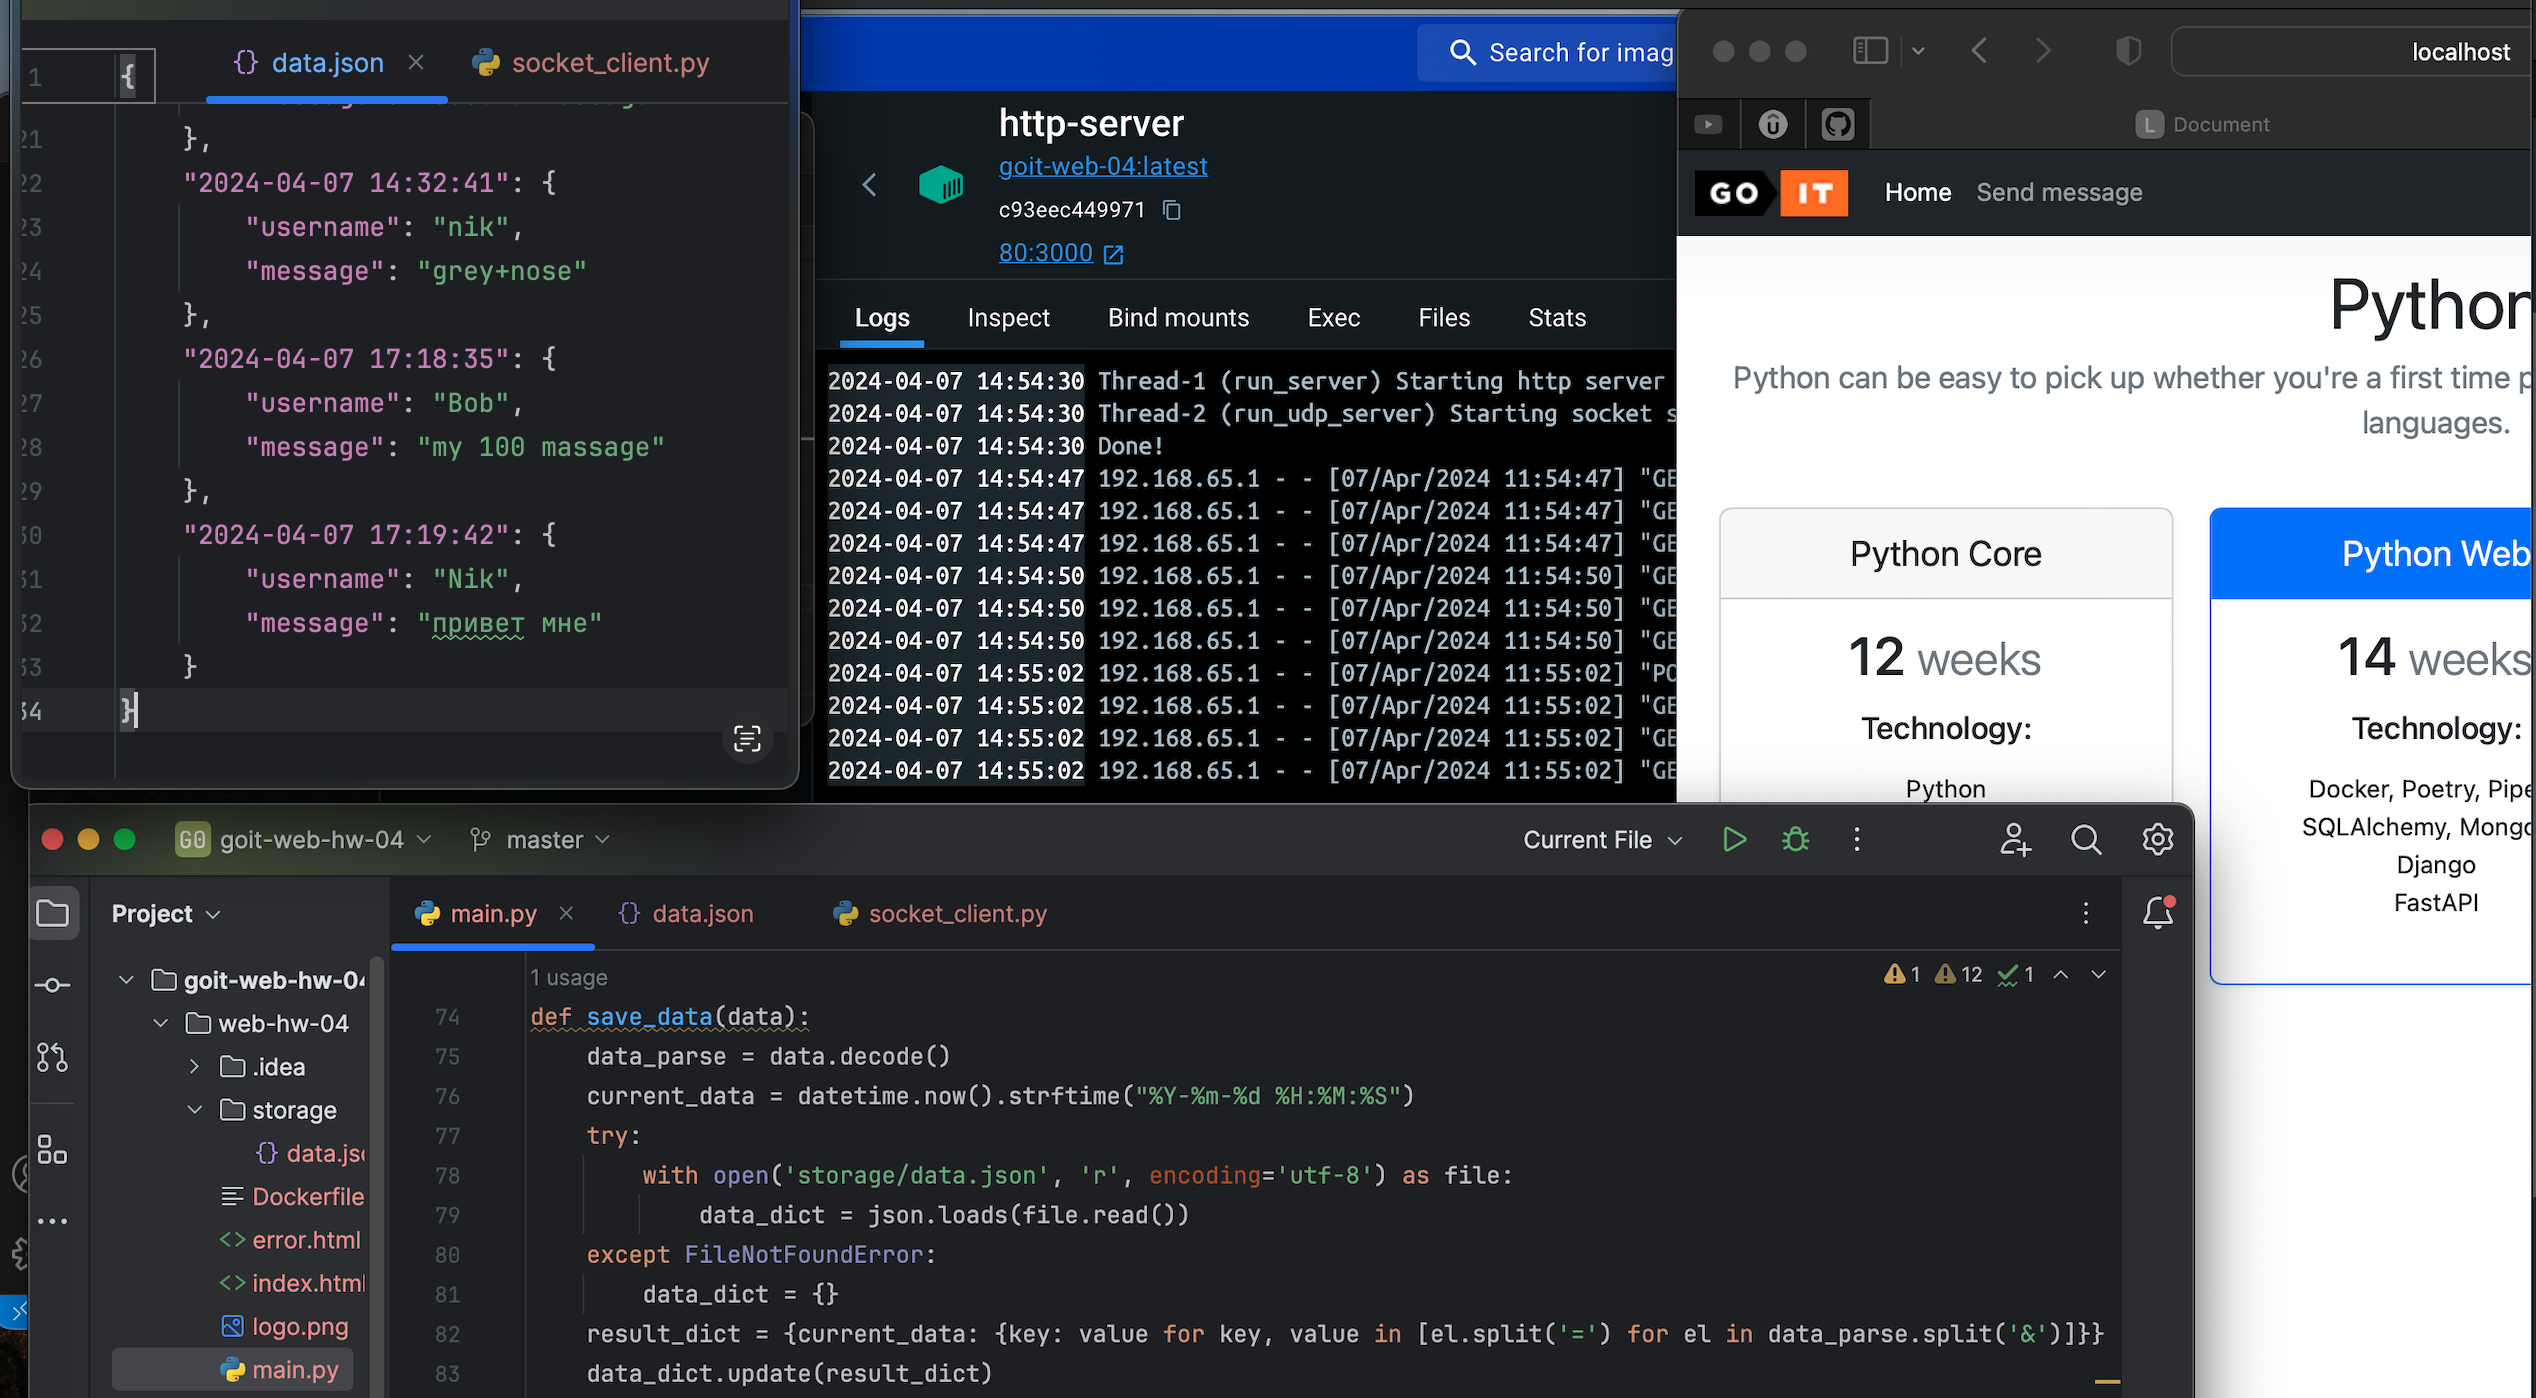 data.json
socket_client.py
1 {
21 },
22 "2024-04-07 14:32:41": {
23 "username": "nik",
24 "message": "grey+nose"
25 },
26 "2024-04-07 17:18:35": {
27 "username": "Bob",
28 "message": "my 100 massage"
29 },
30 "2024-04-07 17:19:42": {
31 "username": "Nik",
32 "message": "привет мне"
33 }
34 }
Search for imag
http-server
goit-web-04:latest
c93eec449971
80:3000
Logs Inspect Bind mounts Exec Files Stats
2024-04-07 14:54:30 Thread-1 (run_server) Starting http server
2024-04-07 14:54:30 Thread-2 (run_udp_server) Starting socket s
2024-04-07 14:54:30 Done!
2024-04-07 14:54:47 192.168.65.1 - - [07/Apr/2024 11:54:47] "GE
2024-04-07 14:54:47 192.168.65.1 - - [07/Apr/2024 11:54:47] "GE
2024-04-07 14:54:47 192.168.65.1 - - [07/Apr/2024 11:54:47] "GE
2024-04-07 14:54:50 192.168.65.1 - - [07/Apr/2024 11:54:50] "GE
2024-04-07 14:54:50 192.168.65.1 - - [07/Apr/2024 11:54:50] "GE
2024-04-07 14:54:50 192.168.65.1 - - [07/Apr/2024 11:54:50] "GE
2024-04-07 14:55:02 192.168.65.1 - - [07/Apr/2024 11:55:02] "PO
2024-04-07 14:55:02 192.168.65.1 - - [07/Apr/2024 11:55:02] "GE
2024-04-07 14:55:02 192.168.65.1 - - [07/Apr/2024 11:55:02] "GE
2024-04-07 14:55:02 192.168.65.1 - - [07/Apr/2024 11:55:02] "GE
localhost
L Document
GO IT Home Send message
Python
Python can be easy to pick up whether you're a first time p
languages.
Python Core
12 weeks
Technology:
Python
Python Web
14 weeks
Technology:
Docker, Poetry, Pipe
SQLAlchemy, Mongo
Django
FastAPI
GO goit-web-hw-04 master Current File
Project
goit-web-hw-04
web-hw-04
.idea
storage
data.jso
Dockerfile
error.html
index.html
logo.png
main.py
main.py data.json socket_client.py
1 usage
1 12 1
74 def save_data(data):
75 data_parse = data.decode()
76 current_data = datetime.now().strftime("%Y-%m-%d %H:%M:%S")
77 try:
78 with open('storage/data.json', 'r', encoding='utf-8') as file:
79 data_dict = json.loads(file.read())
80 except FileNotFoundError:
81 data_dict = {}
82 result_dict = {current_data: {key: value for key, value in [el.split('=') for el in data_parse.split('&')]}}
83 data_dict.update(result_dict)